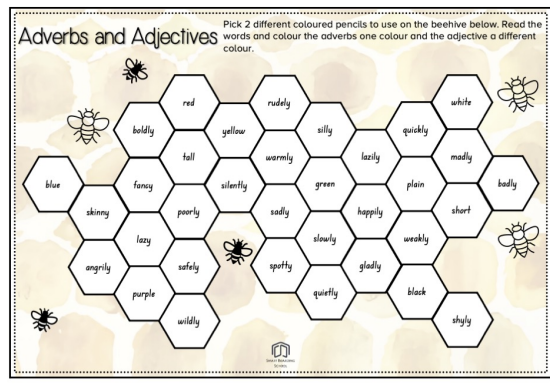 Adverbs and Adjectives
Pick 2 different coloured pencils to use on the beehive below. Read the
words and colour the adverbs one colour and the adjective a different
colour.
red
rudely
white
boldly
yellow
silly
quickly
tall
warmly
lazily
madly
blue
fancy
silently
green
plain
badly
skinny
poorly
sadly
happily
short
lazy
slowly
weakly
angrily
safely
spotty
gladly
purple
quietly
black
wildly
shyly